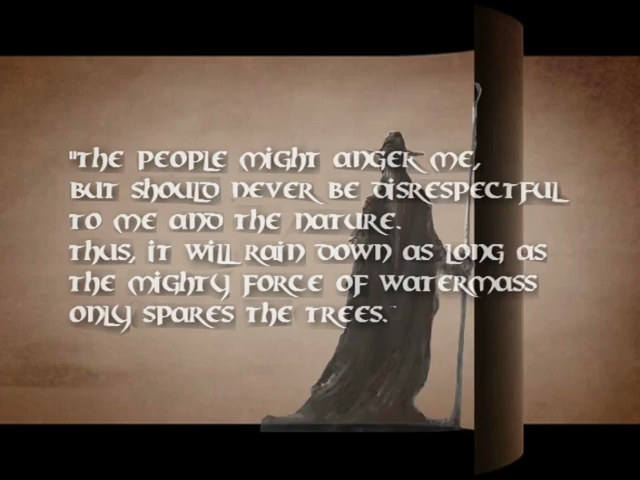 "The people might anger me,
but should never be disrespectful
to me and the nature.
Thus, it will rain down as long as
the mighty force of watermass
only spares the trees."